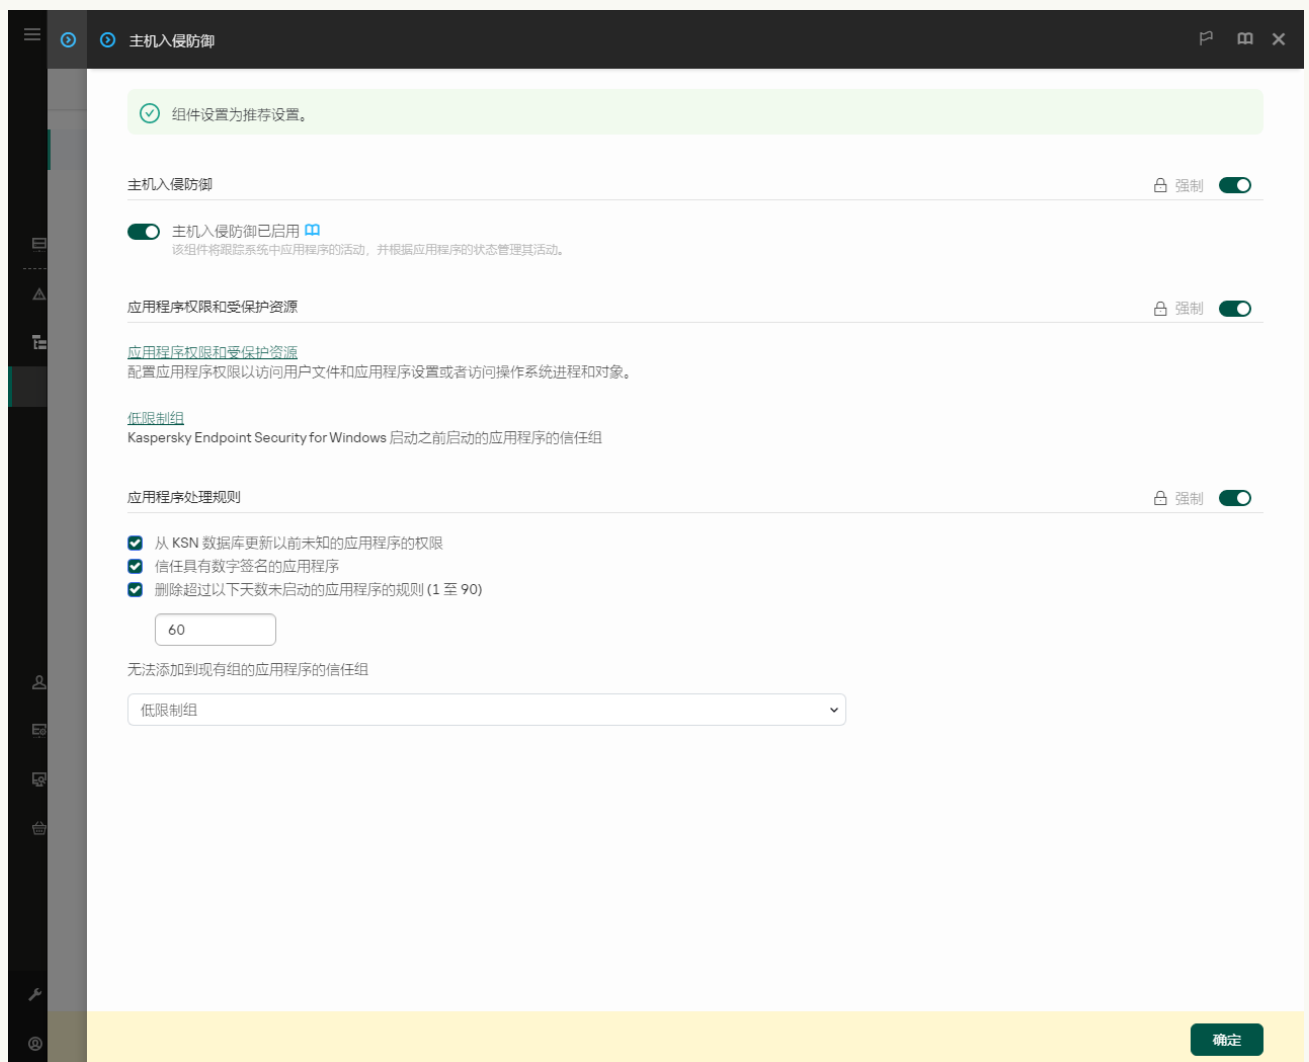 主机入侵防御
组件设置为推荐设置。
主机入侵防御 强制
主机入侵防御已启用
该组件将跟踪系统中应用程序的活动，并根据应用程序的状态管理其活动。
应用程序权限和受保护资源 强制
应用程序权限和受保护资源
配置应用程序权限以访问用户文件和应用程序设置或者访问操作系统进程和对象。
低限制组
Kaspersky Endpoint Security for Windows 启动之前启动的应用程序的信任组
应用程序处理规则 强制
从 KSN 数据库更新以前未知的应用程序的权限
信任具有数字签名的应用程序
删除超过以下天数未启动的应用程序的规则 (1 至 90)
60
无法添加到现有组的应用程序的信任组
低限制组
确定